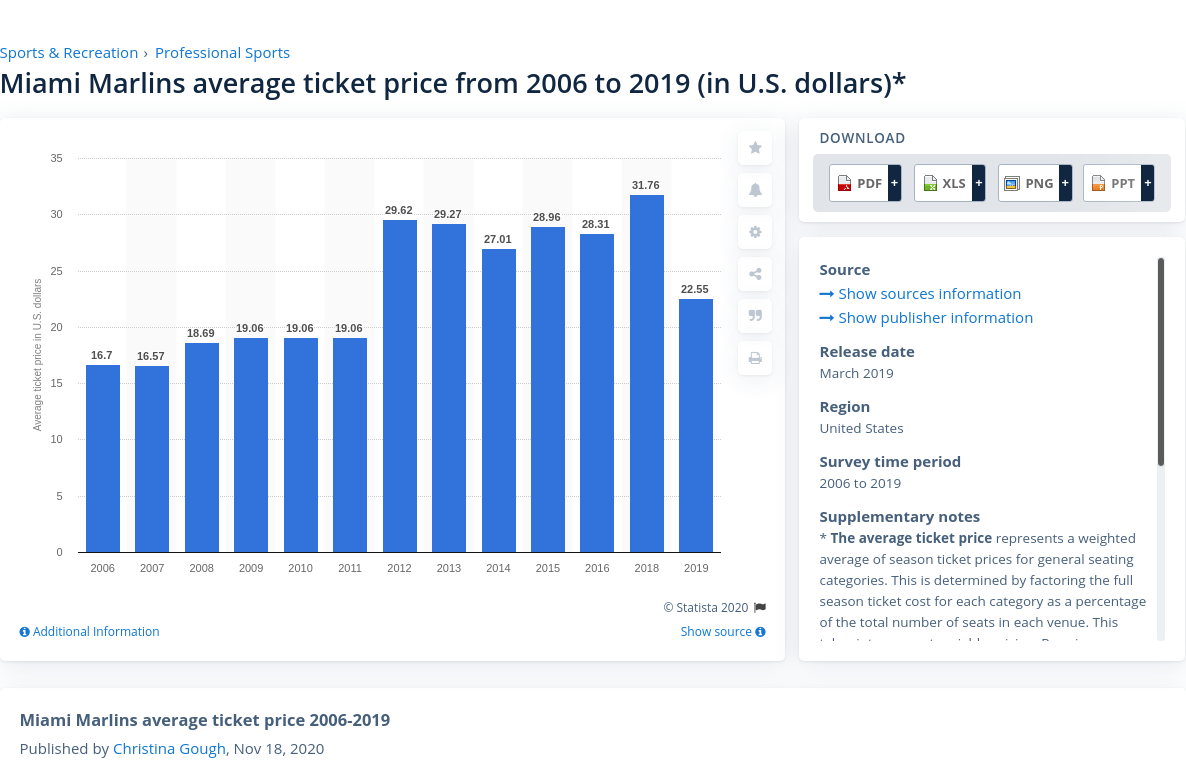 Sports & Recreation › Professional Sports
Miami Marlins average ticket price from 2006 to 2019 (in U.S. dollars)*
Average ticket price in U.S. dollars
35
30
25
20
15
10
5
0
16.7
16.57
18.69
19.06
19.06
19.06
29.62
29.27
27.01
28.96
28.31
31.76
22.55
2006 2007 2008 2009 2010 2011 2012 2013 2014 2015 2016 2018 2019
© Statista 2020
Additional Information
Show source
DOWNLOAD
PDF + XLS + PNG + PPT +
Source
Show sources information
Show publisher information
Release date
March 2019
Region
United States
Survey time period
2006 to 2019
Supplementary notes
* The average ticket price represents a weighted
average of season ticket prices for general seating
categories. This is determined by factoring the full
season ticket cost for each category as a percentage
of the total number of seats in each venue. This
Miami Marlins average ticket price 2006-2019
Published by Christina Gough, Nov 18, 2020